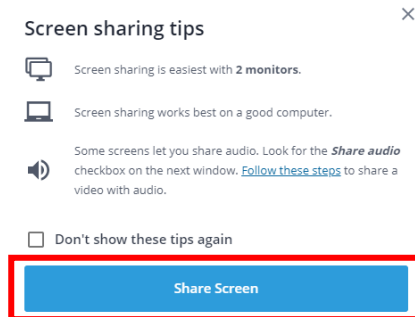 Screen sharing tips
Screen sharing is easiest with 2 monitors.
Screen sharing works best on a good computer.
Some screens let you share audio. Look for the Share audio
checkbox on the next window. Follow these steps to share a
video with audio.
Don't show these tips again
Share Screen